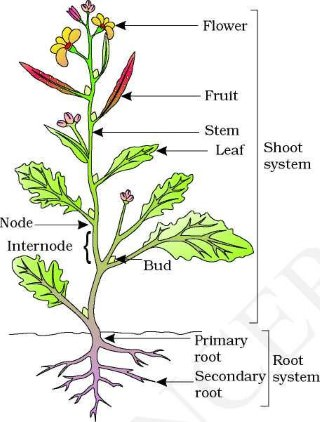 Flower
Fruit
Stem
Leaf
Shoot
system
Node
Internode
Bud
Primary
root
Secondary
root
Root
system